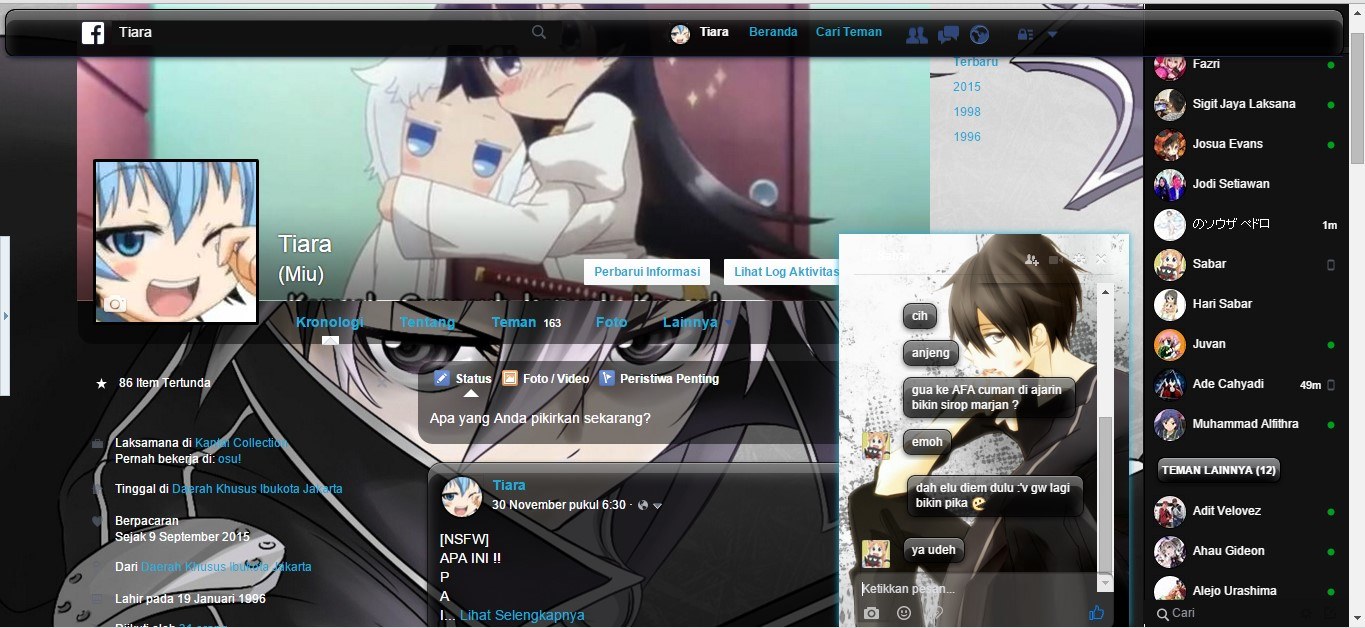 Tiara
Tiara Beranda Cari Teman
Terbaru
2015
1998
1996
Tiara
(Miu)
Perbarui Informasi
Lihat Log Aktivitas
Kronologi Tentang Teman 163 Foto Lainnya
86 Item Tertunda
Laksamana di Kantai Collection
Pernah bekerja di: osu!
Tinggal di Daerah Khusus Ibukota Jakarta
Berpacaran
Sejak 9 September 2015
Dari Daerah Khusus Ibukota Jakarta
Lahir pada 19 Januari 1996
Status Foto / Video Peristiwa Penting
Apa yang Anda pikirkan sekarang?
Tiara
30 November pukul 6:30 ·
[NSFW]
APA INI !!
P
A
I... Lihat Selengkapnya
cih
anjeng
gua ke AFA cuman di ajarin
bikin sirop marjan ?
emoh
dah elu diem dulu :'v gw lagi
bikin pika
ya udeh
Ketikkan pesan...
Fazri
Sigit Jaya Laksana
Josua Evans
Jodi Setiawan
のソウザ ペドロ 1m
Sabar
Hari Sabar
Juvan
Ade Cahyadi 49m
Muhammad Alfithra
TEMAN LAINNYA (12)
Adit Velovez
Ahau Gideon
Alejo Urashima
Cari